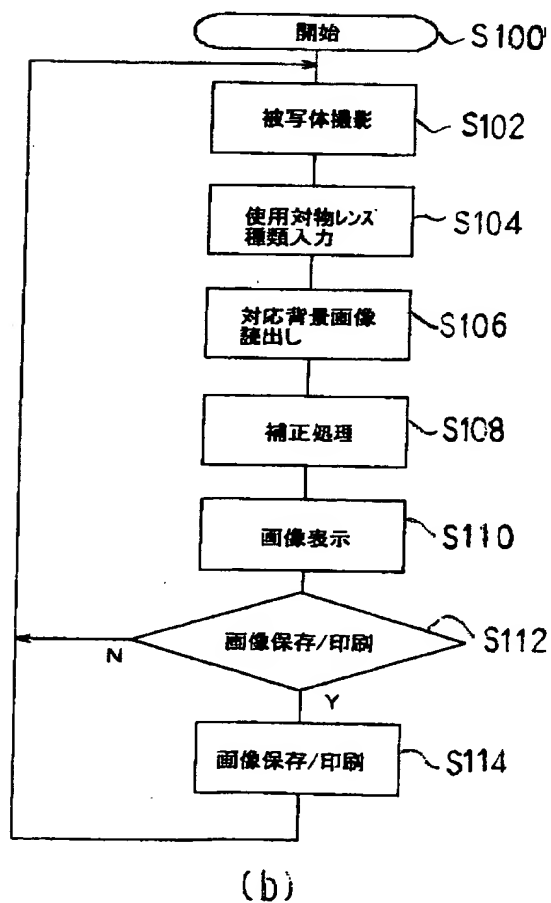 開始
S100'
被写体撮影
S102
使用対物レンズ
種類入力
S104
対応背景画像
読出し
S106
補正処理
S108
画像表示
S110
画像保存/印刷
S112
N
Y
画像保存/印刷
S114
(b)